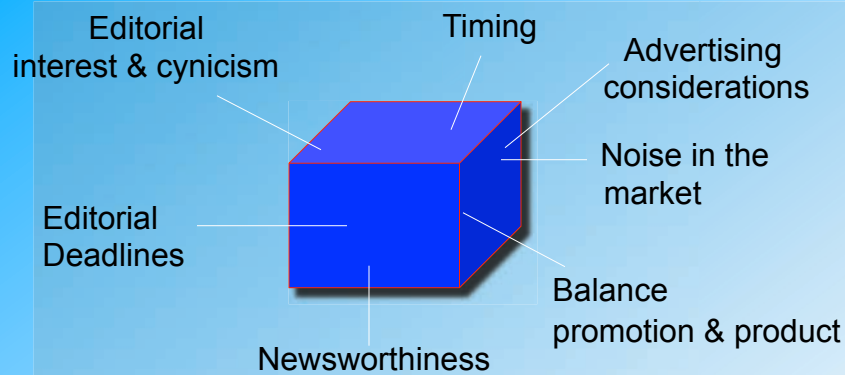 Editorial
interest & cynicism
Timing
Advertising
considerations
Noise in the
market
Editorial
Deadlines
Balance
promotion & product
Newsworthiness